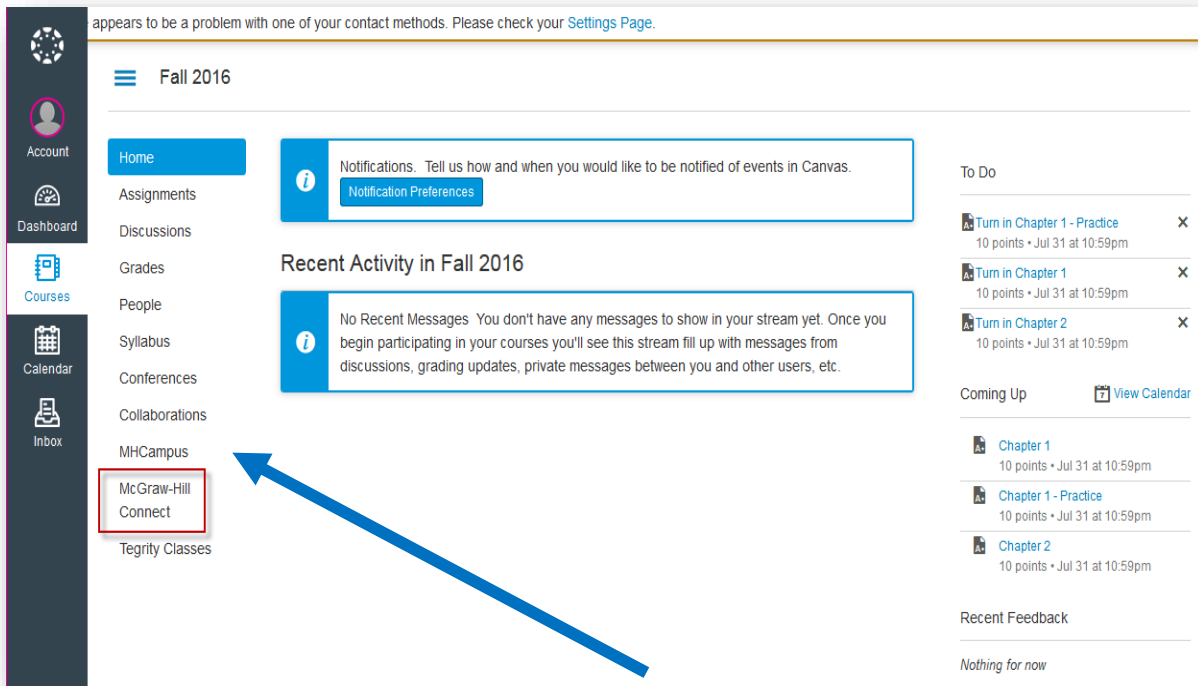 appears to be a problem with one of your contact methods. Please check your Settings Page.
Fall 2016
Account
Dashboard
Courses
Calendar
Inbox
Home
Assignments
Discussions
Grades
People
Syllabus
Conferences
Collaborations
MHCampus
McGraw-Hill
Connect
Tegrity Classes
Notifications. Tell us how and when you would like to be notified of events in Canvas.
Notification Preferences
Recent Activity in Fall 2016
No Recent Messages You don't have any messages to show in your stream yet. Once you
begin participating in your courses you'll see this stream fill up with messages from
discussions, grading updates, private messages between you and other users, etc.
To Do
Turn in Chapter 1 - Practice
10 points • Jul 31 at 10:59pm
Turn in Chapter 1
10 points • Jul 31 at 10:59pm
Turn in Chapter 2
10 points • Jul 31 at 10:59pm
Coming Up
7 View Calendar
Chapter 1
10 points • Jul 31 at 10:59pm
Chapter 1 - Practice
10 points • Jul 31 at 10:59pm
Chapter 2
10 points • Jul 31 at 10:59pm
Recent Feedback
Nothing for now